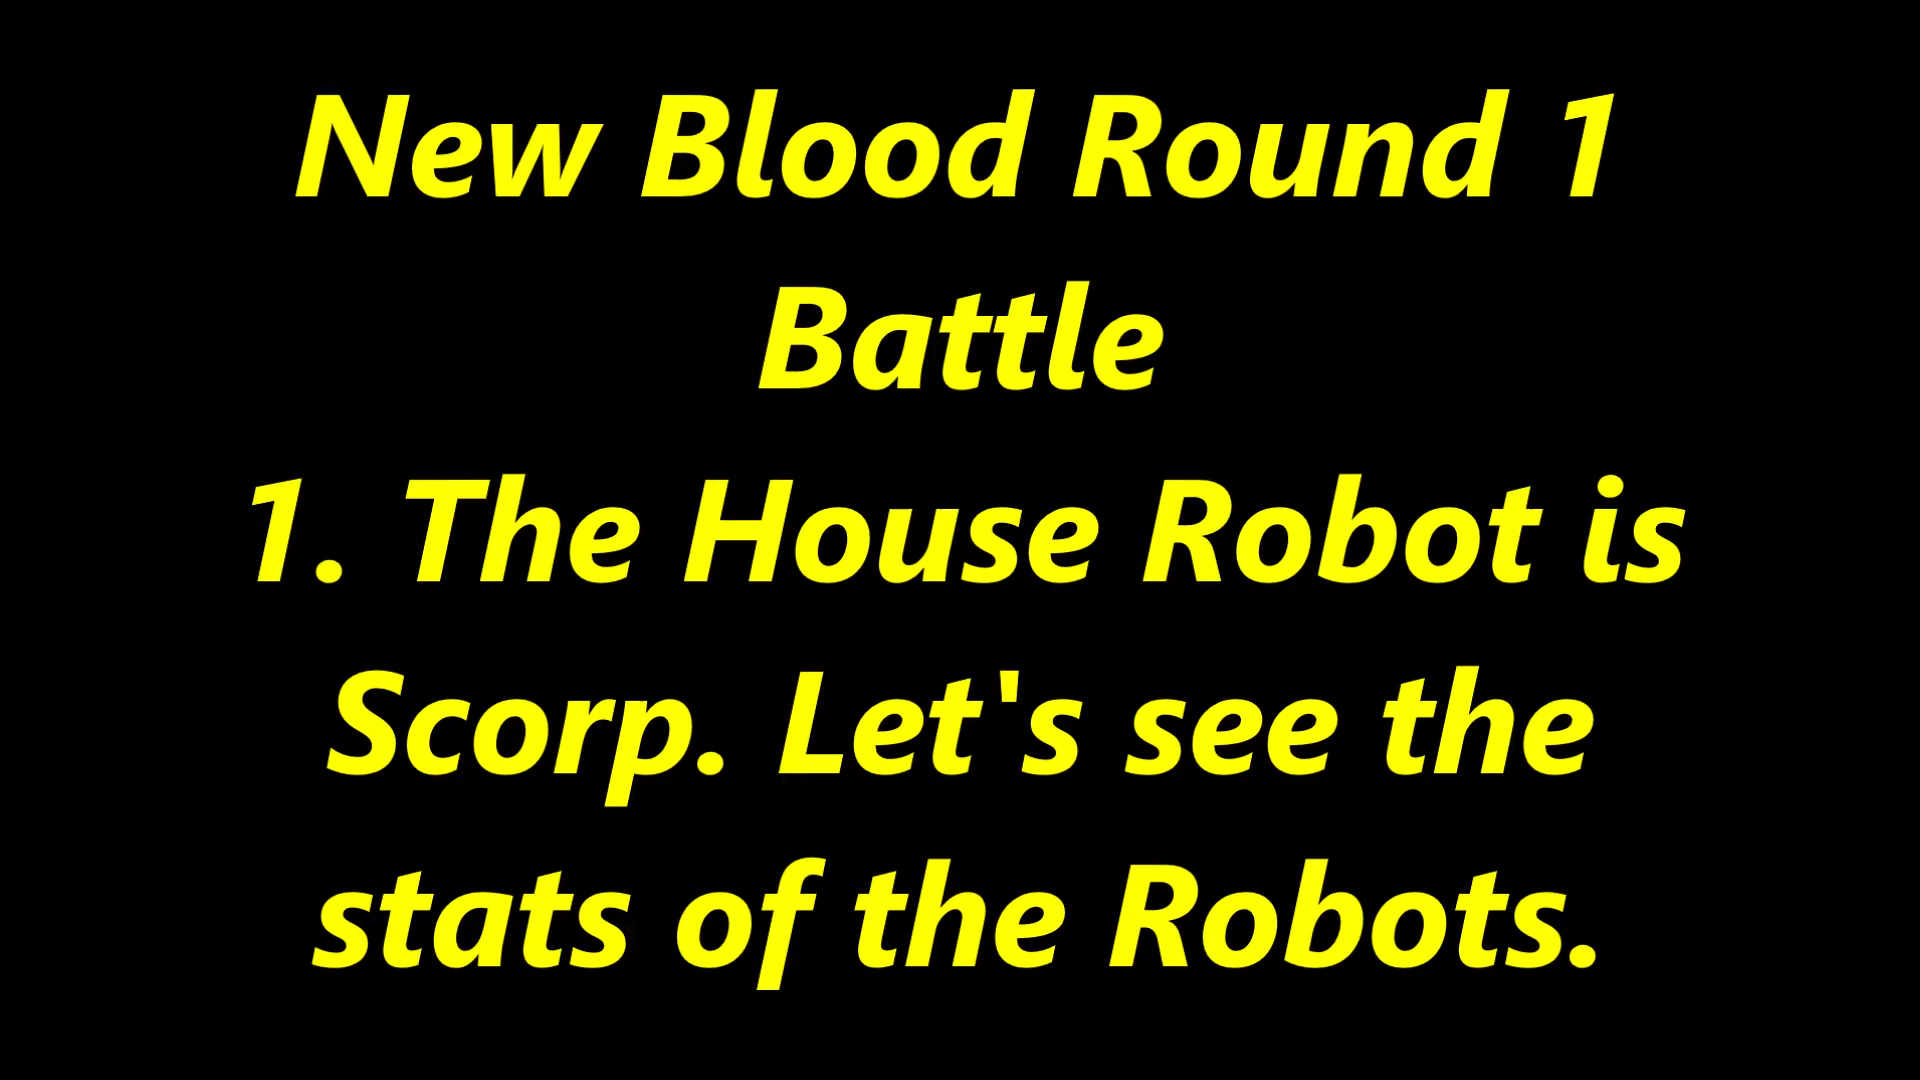 New Blood Round 1
Battle
1. The House Robot is
Scorp. Let's see the
stats of the Robots.